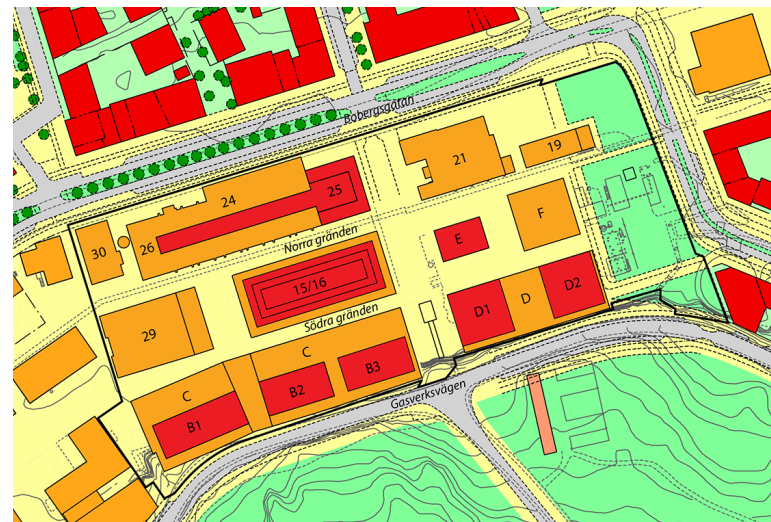 Bobergsgatan
21
19
24
25
30
26
Norra gränden
E
F
15/16
Södra gränden
29
D1
D
D2
C
C
B1
B2
B3
Gasverksvägen